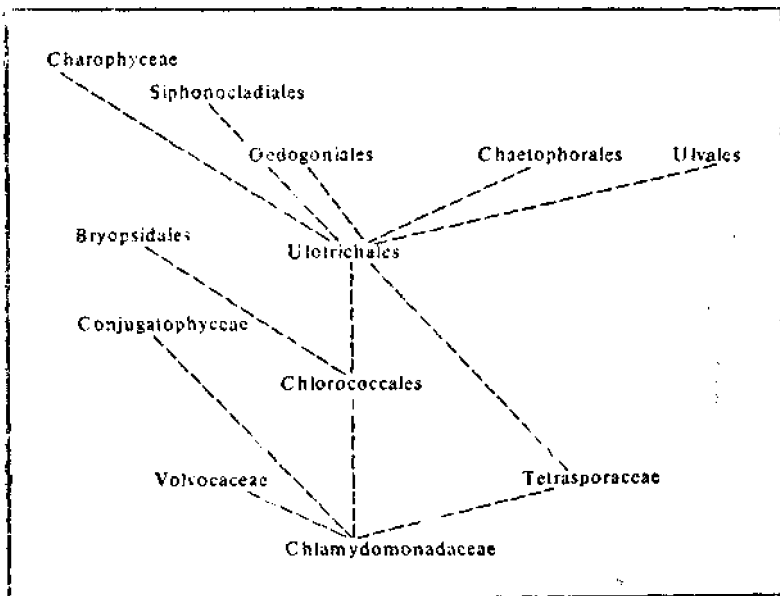 Charophyceae
Siphonocladiales
Oedogoniales
Chaetophorales
Ulvales
Bryopsidales
Ulotrichales
Conjugatophyceae
Chlorococcales
Volvocaceae
Tetrasporaceae
Chlamydomonadaceae